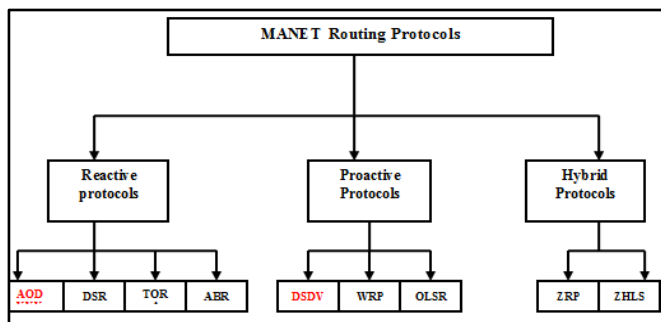 MANET Routing Protocols
Reactive
protocols
Proactive
Protocols
Hybrid
Protocols
AOD
DSR
TOR
ABR
DSDV
WRP
OLSR
ZRP
ZHLS